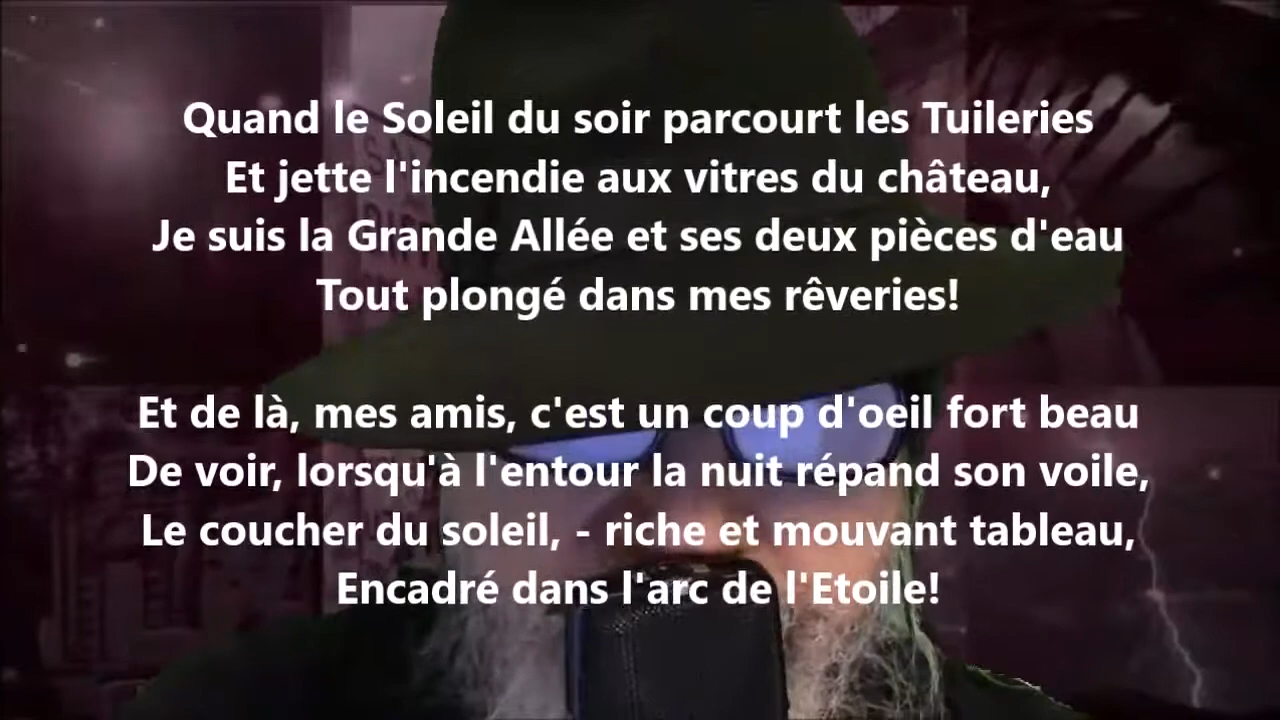 Quand le Soleil du soir parcourt les Tuileries
Et jette l'incendie aux vitres du château,
Je suis la Grande Allée et ses deux pièces d'eau
Tout plongé dans mes rêveries!
Et de là, mes amis, c'est un coup d'oeil fort beau
De voir, lorsqu'à l'entour la nuit répand son voile,
Le coucher du soleil, - riche et mouvant tableau,
Encadré dans l'arc de l'Etoile!